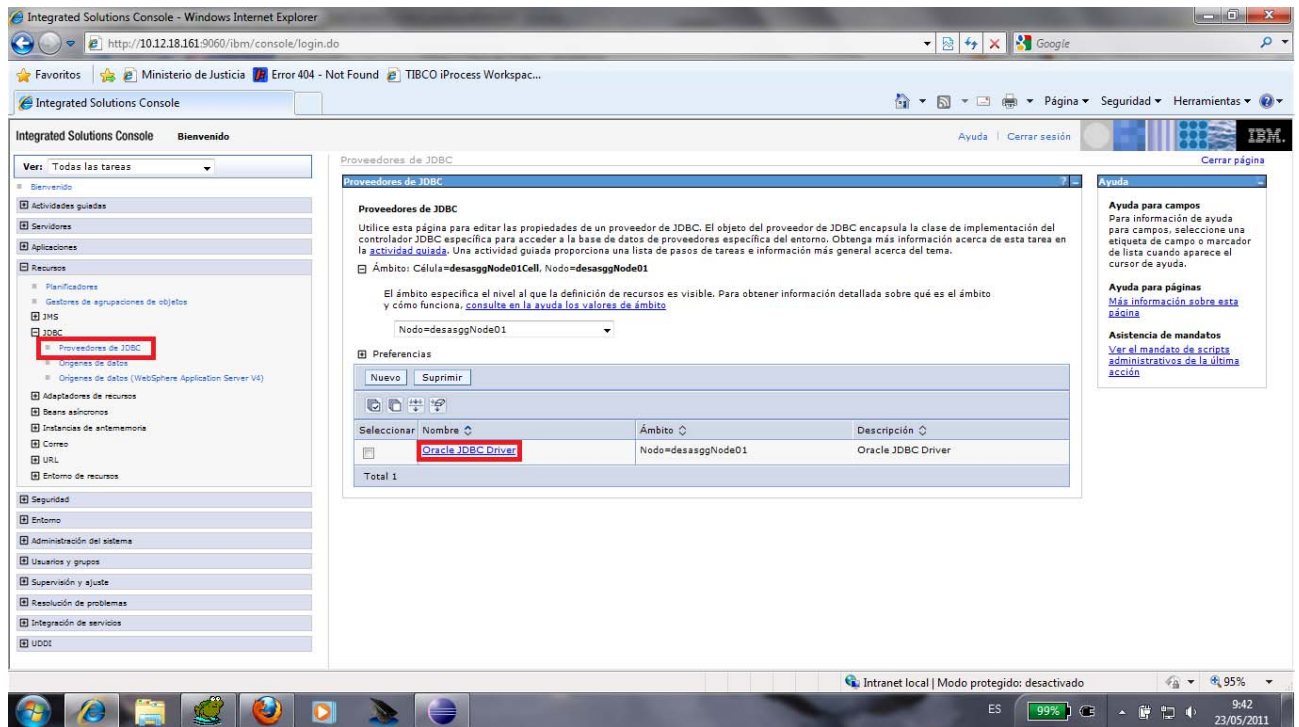 Integrated Solutions Console - Windows Internet Explorer
http://10.12.18.161:9060/ibm/console/login.do
Google
Favoritos
Ministerio de Justicia
Error 404 - Not Found
TIBCO iProcess Workspac...
Integrated Solutions Console
Página
Seguridad
Herramientas
Integrated Solutions Console
Bienvenido
Ayuda | Cerrar sesión
IBM.
Ver: Todas las tareas
Bienvenido
Actividades guiadas
Servidores
Aplicaciones
Recursos
Planificadores
Gestores de agrupaciones de objetos
JMS
JDBC
Proveedores de JDBC
Orígenes de datos
Orígenes de datos (WebSphere Application Server V4)
Adaptadores de recursos
Beans asíncronos
Instancias de antememoria
Correo
URL
Entorno de recursos
Seguridad
Entorno
Administración del sistema
Usuarios y grupos
Supervisión y ajuste
Resolución de problemas
Integración de servicios
UDDI
Proveedores de JDBC
Cerrar página
Proveedores de JDBC
? -
Proveedores de JDBC
Utilice esta página para editar las propiedades de un proveedor de JDBC. El objeto del proveedor de JDBC encapsula la clase de implementación del
controlador JDBC específica para acceder a la base de datos de proveedores específica del entorno. Obtenga más información acerca de esta tarea en
la actividad guiada. Una actividad guiada proporciona una lista de pasos de tareas e información más general acerca del tema.
Ámbito: Célula=desasggNode01Cell, Nodo=desasggNode01
El ámbito especifica el nivel al que la definición de recursos es visible. Para obtener información detallada sobre qué es el ámbito
y cómo funciona, consulte en la ayuda los valores de ámbito
Nodo=desasggNode01
Preferencias
Nuevo
Suprimir
Seleccionar
Nombre
Ámbito
Descripción
Oracle JDBC Driver
Nodo=desasggNode01
Oracle JDBC Driver
Total 1
Ayuda
Ayuda para campos
Para información de ayuda
para campos, seleccione una
etiqueta de campo o marcador
de lista cuando aparece el
cursor de ayuda.
Ayuda para páginas
Más información sobre esta
página
Asistencia de mandatos
Ver el mandato de scripts
administrativos de la última
acción
Intranet local | Modo protegido: desactivado
95%
ES
99%
9:42
23/05/2011